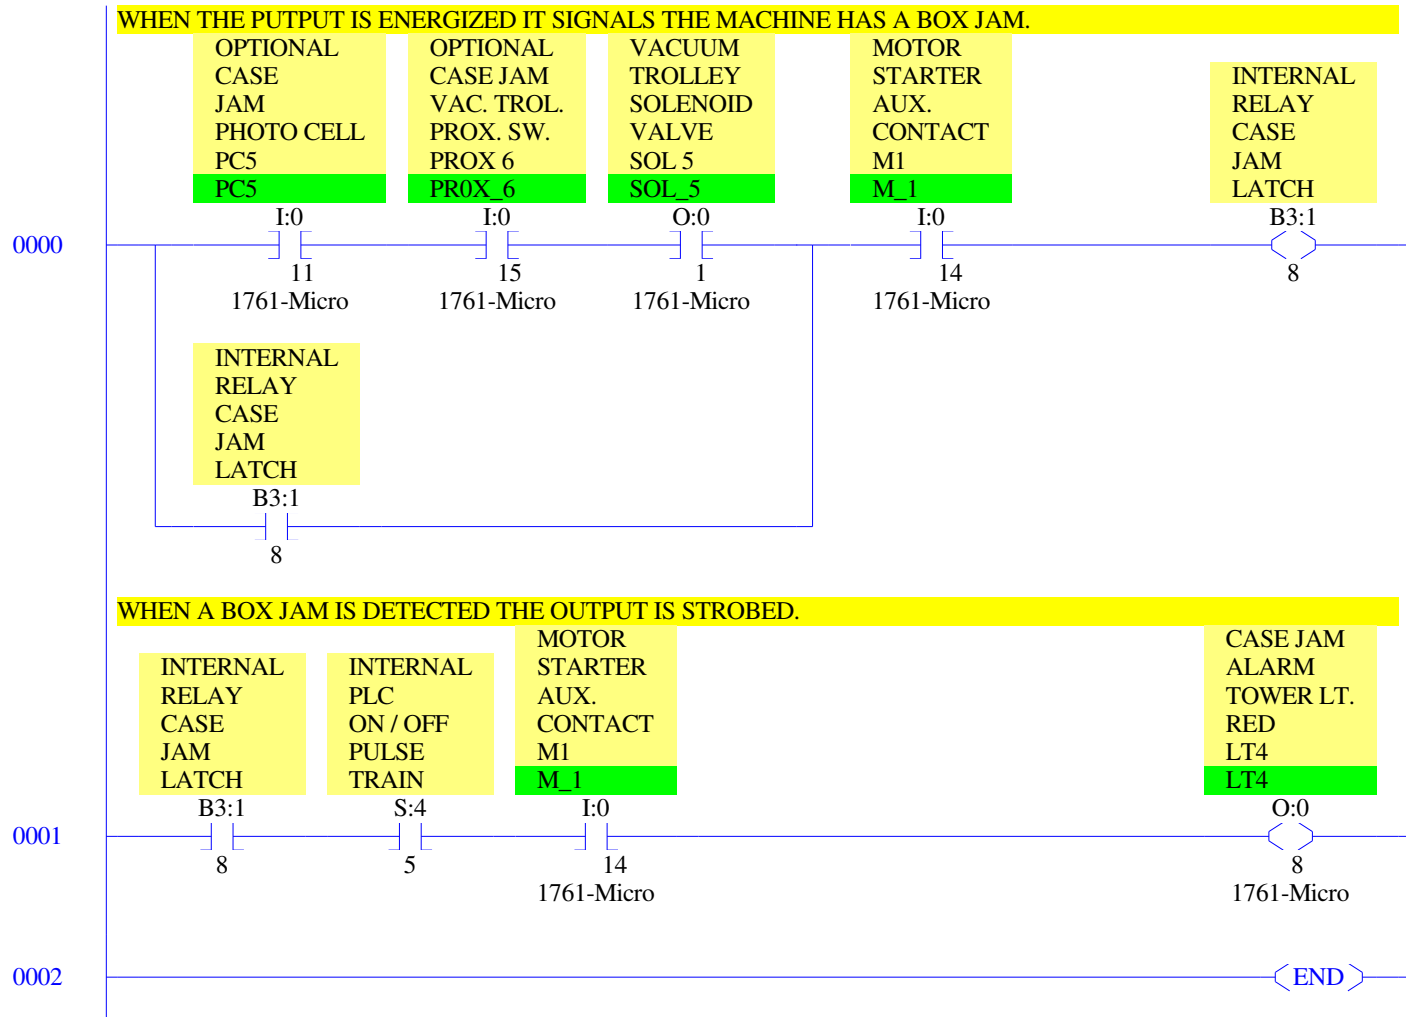 WHEN THE PUTPUT IS ENERGIZED IT SIGNALS THE MACHINE HAS A BOX JAM.
OPTIONAL
CASE
JAM
PHOTO CELL
PC5
PC5
I:0
11
1761-Micro
OPTIONAL
CASE JAM
VAC. TROL.
PROX. SW.
PROX 6
PR0X_6
I:0
15
1761-Micro
VACUUM
TROLLEY
SOLENOID
VALVE
SOL 5
SOL_5
O:0
1
1761-Micro
MOTOR
STARTER
AUX.
CONTACT
M1
M_1
I:0
14
1761-Micro
INTERNAL
RELAY
CASE
JAM
LATCH
B3:1
8
0000
INTERNAL
RELAY
CASE
JAM
LATCH
B3:1
8
WHEN A BOX JAM IS DETECTED THE OUTPUT IS STROBED.
INTERNAL
RELAY
CASE
JAM
LATCH
B3:1
8
INTERNAL
PLC
ON / OFF
PULSE
TRAIN
S:4
5
MOTOR
STARTER
AUX.
CONTACT
M1
M_1
I:0
14
1761-Micro
CASE JAM
ALARM
TOWER LT.
RED
LT4
LT4
O:0
8
1761-Micro
0001
0002
END